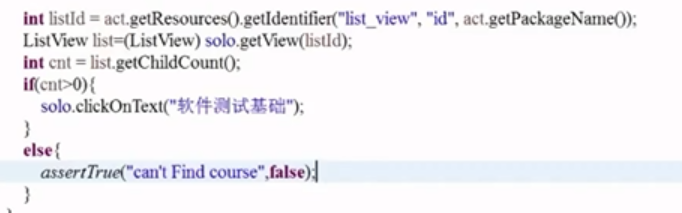 int listId = act.getResources().getIdentifier("list_view", "id", act.getPackageName());
ListView list=(ListView) solo.getView(listId);
int cnt = list.getChildCount();
if(cnt>0){
solo.clickOnText("软件测试基础");
}
else{
assertTrue("can't Find course",false);
}